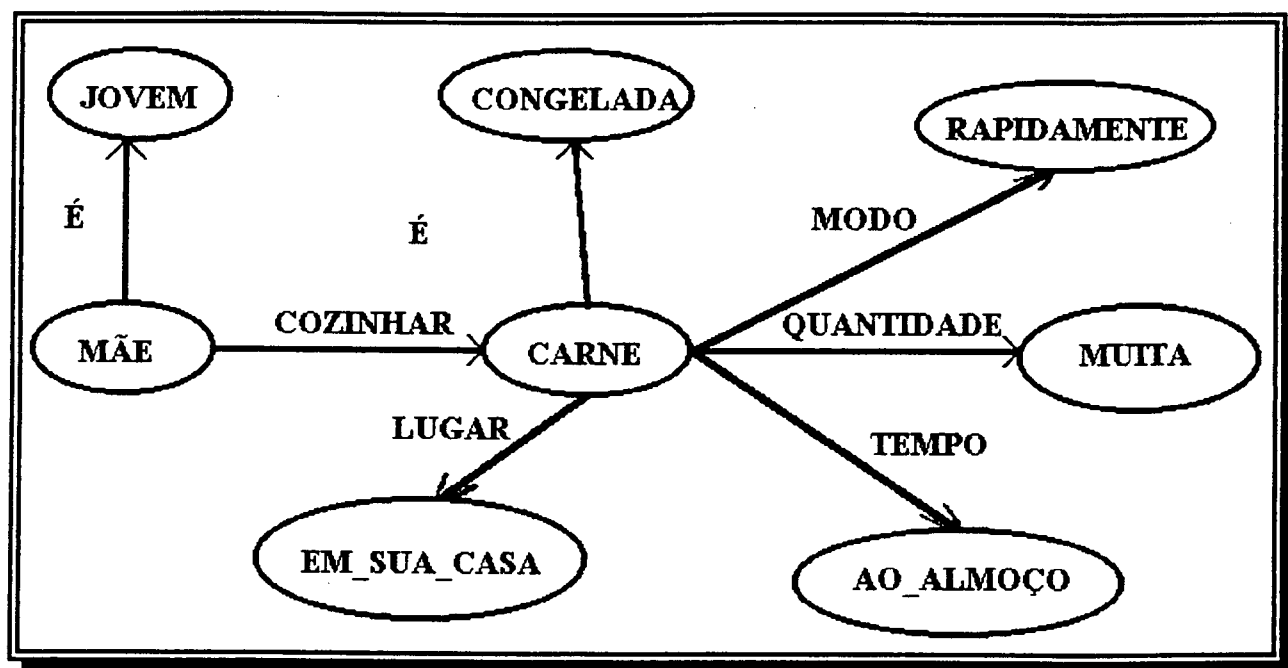 JOVEM
CONGELADA
RAPIDAMENTE
É
É
MODO
MÃE
COZINHAR
CARNE
QUANTIDADE
MUITA
LUGAR
TEMPO
EM_SUA_CASA
AO_ALMOÇO